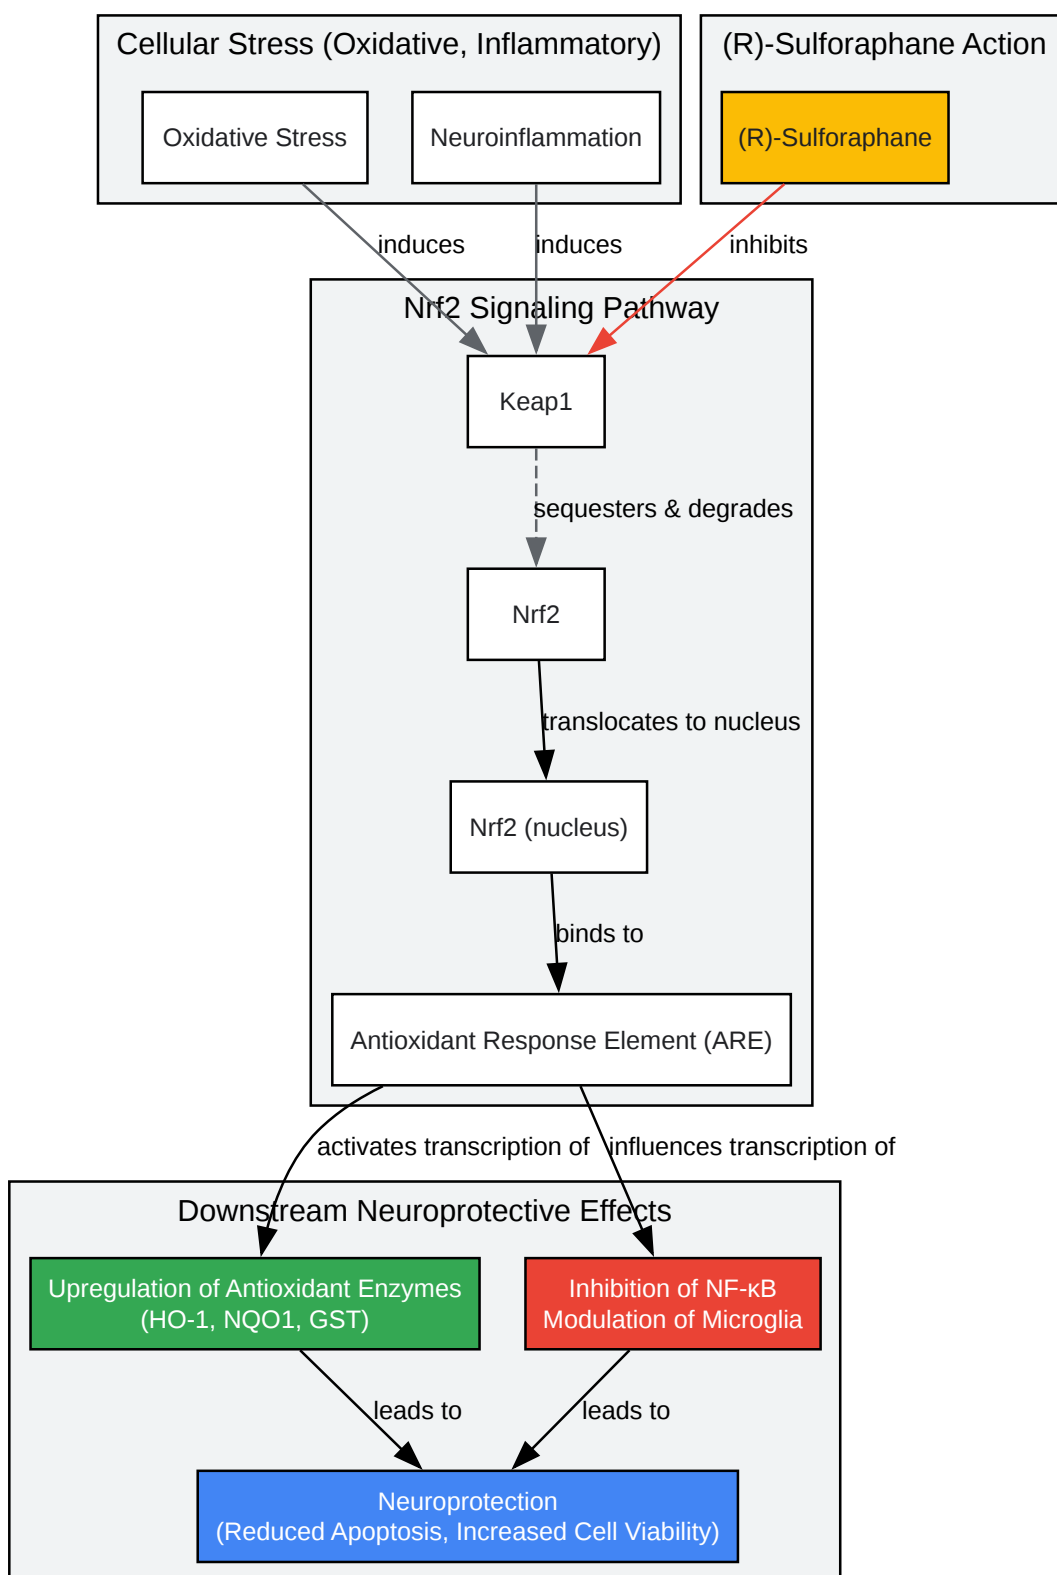 Cellular Stress (Oxidative, Inflammatory)
(R)-Sulforaphane Action
Oxidative Stress
Neuroinflammation
(R)-Sulforaphane
induces
induces
inhibits
Nrf2 Signaling Pathway
Keap1
sequesters & degrades
Nrf2
translocates to nucleus
Nrf2 (nucleus)
binds to
Antioxidant Response Element (ARE)
activates transcription of
influences transcription of
Downstream Neuroprotective Effects
Upregulation of Antioxidant Enzymes
(HO-1, NQO1, GST)
Inhibition of NF-κB
Modulation of Microglia
leads to
leads to
Neuroprotection
(Reduced Apoptosis, Increased Cell Viability)